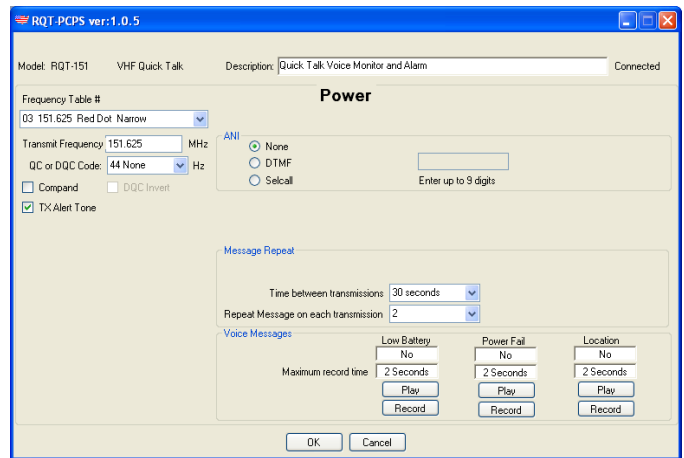 RQT-PCPS ver:1.0.5
Model: RQT-151 VHF Quick Talk Description: Quick Talk Voice Monitor and Alarm Connected
Power
Frequency Table #
03 151.625 Red Dot Narrow
Transmit Frequency 151.625 MHz
QC or DQC Code: 44 None Hz
Compand DQC Invert
TX Alert Tone
ANI
None
DTMF
Selcall Enter up to 9 digits
Message Repeat
Time between transmissions 30 seconds
Repeat Message on each transmission 2
Voice Messages
Low Battery Power Fail Location
No No No
Maximum record time 2 Seconds 2 Seconds 2 Seconds
Play Play Play
Record Record Record
OK Cancel